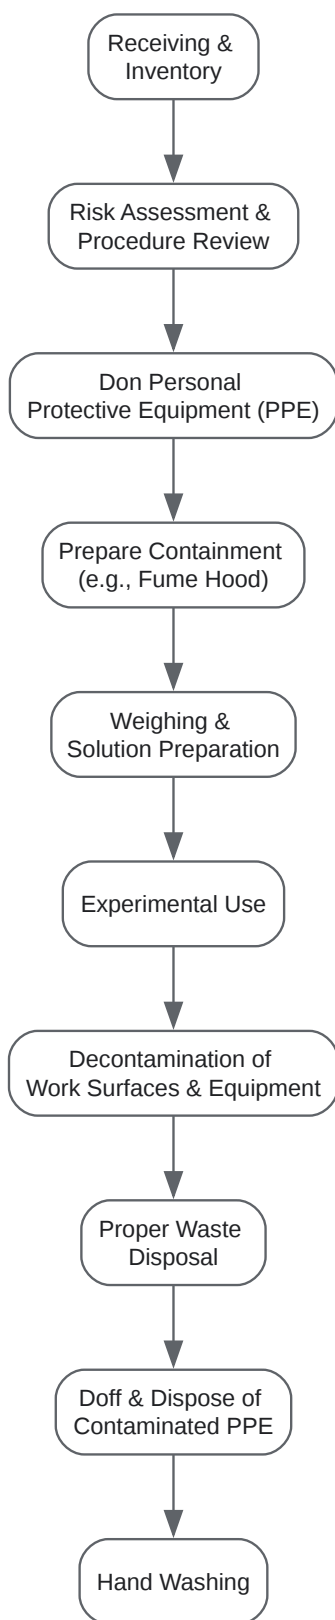 Receiving &
Inventory
Risk Assessment &
Procedure Review
Don Personal
Protective Equipment (PPE)
Prepare Containment
(e.g., Fume Hood)
Weighing &
Solution Preparation
Experimental Use
Decontamination of
Work Surfaces & Equipment
Proper Waste
Disposal
Doff & Dispose of
Contaminated PPE
Hand Washing